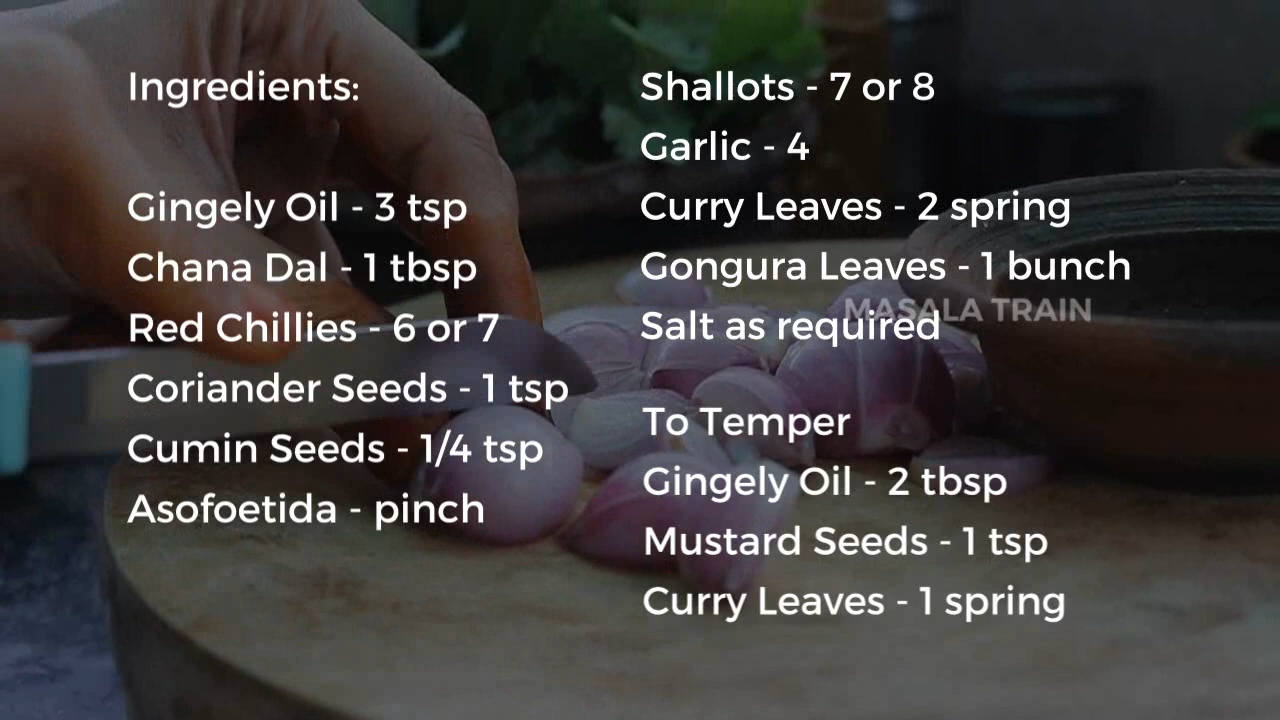 Ingredients:
Gingely Oil - 3 tsp
Chana Dal - 1 tbsp
Red Chillies - 6 or 7
Coriander Seeds - 1 tsp
Cumin Seeds - 1/4 tsp
Asofoetida - pinch
Shallots - 7 or 8
Garlic - 4
Curry Leaves - 2 spring
Gongura Leaves - 1 bunch
MASALA TRAIN
Salt as required
To Temper
Gingely Oil - 2 tbsp
Mustard Seeds - 1 tsp
Curry Leaves - 1 spring